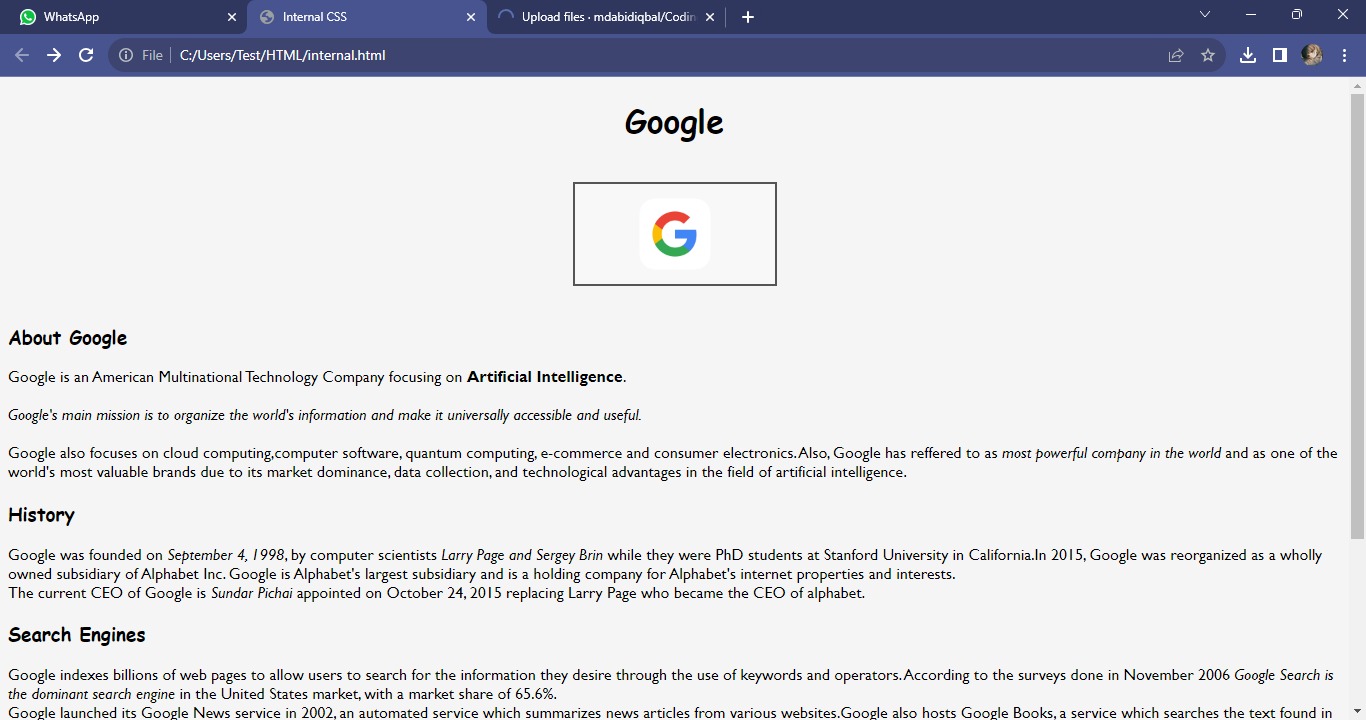 WhatsApp
Internal CSS
Upload files · mdabidiqbal/Codin
File
C:/Users/Test/HTML/internal.html
Google
G
About Google
Google is an American Multinational Technology Company focusing on Artificial Intelligence.
Google's main mission is to organize the world's information and make it universally accessible and useful.
Google also focuses on cloud computing,computer software, quantum computing, e-commerce and consumer electronics.Also, Google has reffered to as most powerful company in the world and as one of the
world's most valuable brands due to its market dominance, data collection, and technological advantages in the field of artificial intelligence.
History
Google was founded on September 4, 1998, by computer scientists Larry Page and Sergey Brin while they were PhD students at Stanford University in California.In 2015, Google was reorganized as a wholly
owned subsidiary of Alphabet Inc. Google is Alphabet's largest subsidiary and is a holding company for Alphabet's internet properties and interests.
The current CEO of Google is Sundar Pichai appointed on October 24, 2015 replacing Larry Page who became the CEO of alphabet.
Search Engines
Google indexes billions of web pages to allow users to search for the information they desire through the use of keywords and operators.According to the surveys done in November 2006 Google Search is
the dominant search engine in the United States market, with a market share of 65.6%.
Google launched its Google News service in 2002, an automated service which summarizes news articles from various websites.Google also hosts Google Books, a service which searches the text found in